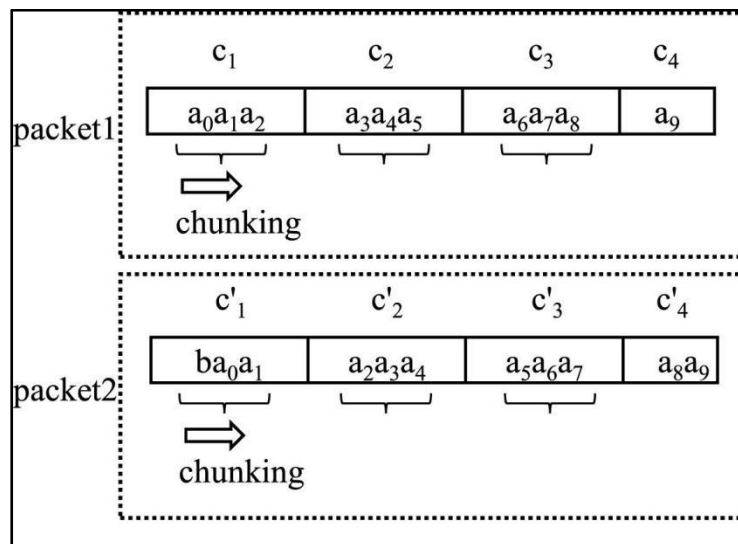 c₁ c₂ c₃ c₄
packet1 a₀a₁a₂ a₃a₄a₅ a₆a₇a₈ a₉
chunking
c'₁ c'₂ c'₃ c'₄
packet2 ba₀a₁ a₂a₃a₄ a₅a₆a₇ a₈a₉
chunking